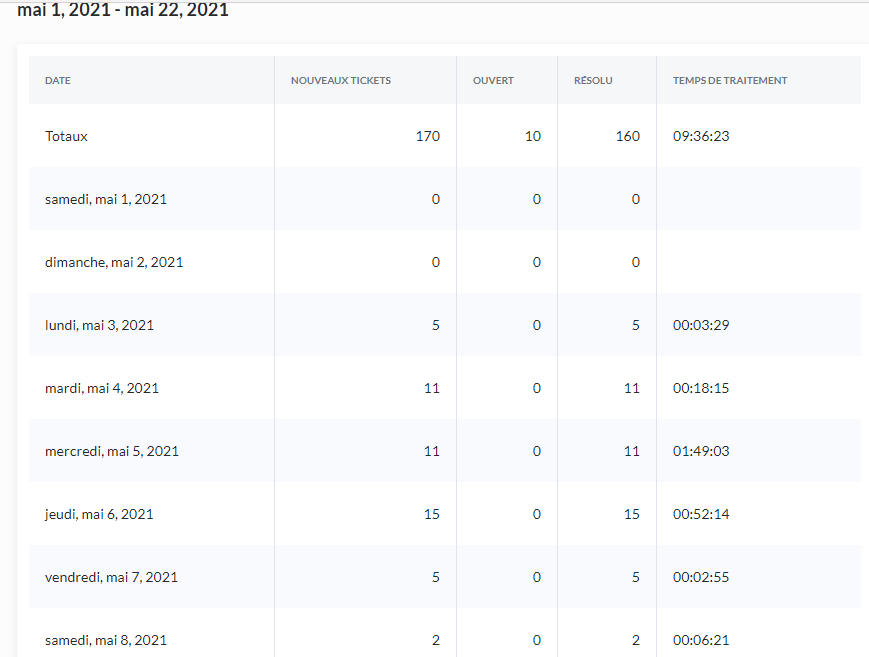 mai 1, 2021 - mai 22, 2021
DATE NOUVEAUX TICKETS OUVERT RÉSOLU TEMPS DE TRAITEMENT
Totaux 170 10 160 09:36:23
samedi, mai 1, 2021 0 0 0
dimanche, mai 2, 2021 0 0 0
lundi, mai 3, 2021 5 0 5 00:03:29
mardi, mai 4, 2021 11 0 11 00:18:15
mercredi, mai 5, 2021 11 0 11 01:49:03
jeudi, mai 6, 2021 15 0 15 00:52:14
vendredi, mai 7, 2021 5 0 5 00:02:55
samedi, mai 8, 2021 2 0 2 00:06:21